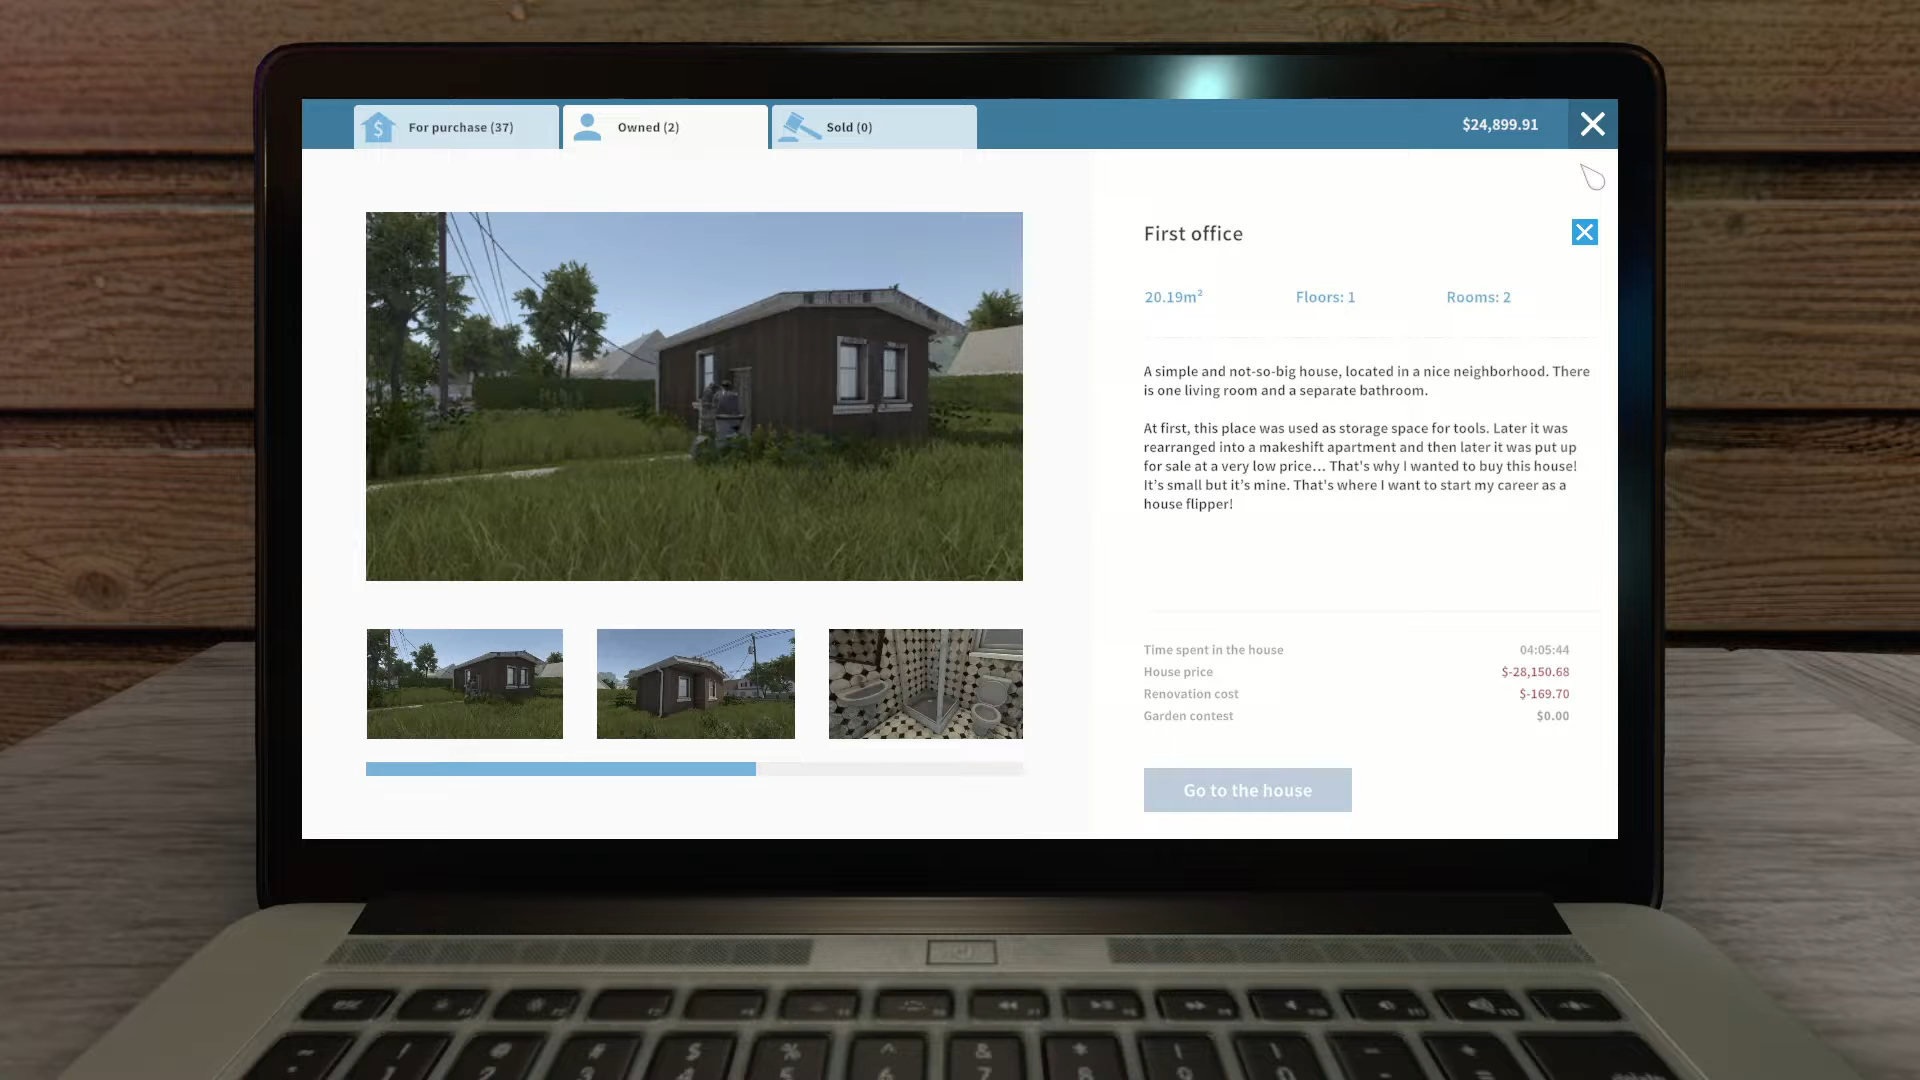 For purchase (37)
Owned (2)
Sold (0)
$24,899.91
First office
20.19m²
Floors: 1
Rooms: 2
A simple and not-so-big house, located in a nice neighborhood. There
is one living room and a separate bathroom.
At first, this place was used as storage space for tools. Later it was
rearranged into a makeshift apartment and then later it was put up
for sale at a very low price... That's why I wanted to buy this house!
It’s small but it’s mine. That's where I want to start my career as a
house flipper!
Time spent in the house 04:05:44
House price $-28,150.68
Renovation cost $-169.70
Garden contest $0.00
Go to the house
esc